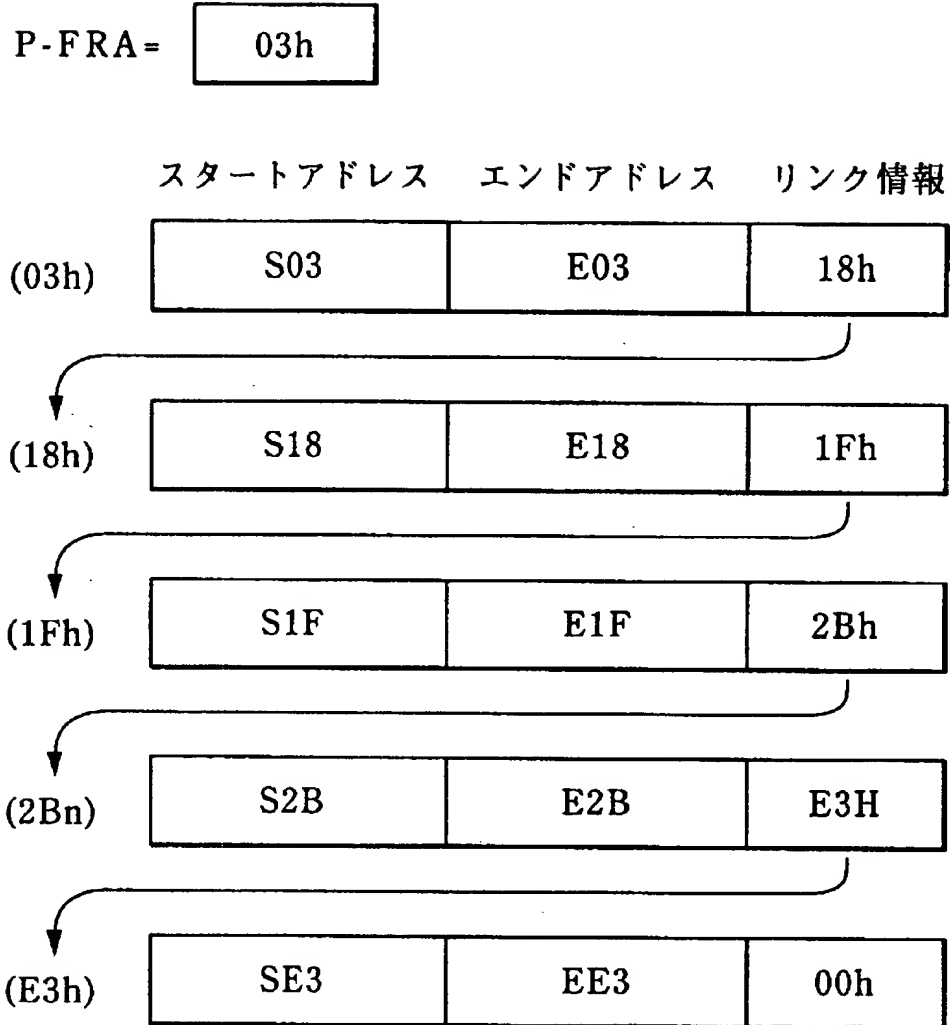 P-FRA= 03h
スタートアドレス エンドアドレス リンク情報
(03h) S03 E03 18h
(18h) S18 E18 1Fh
(1Fh) S1F E1F 2Bh
(2Bn) S2B E2B E3H
(E3h) SE3 EE3 00h